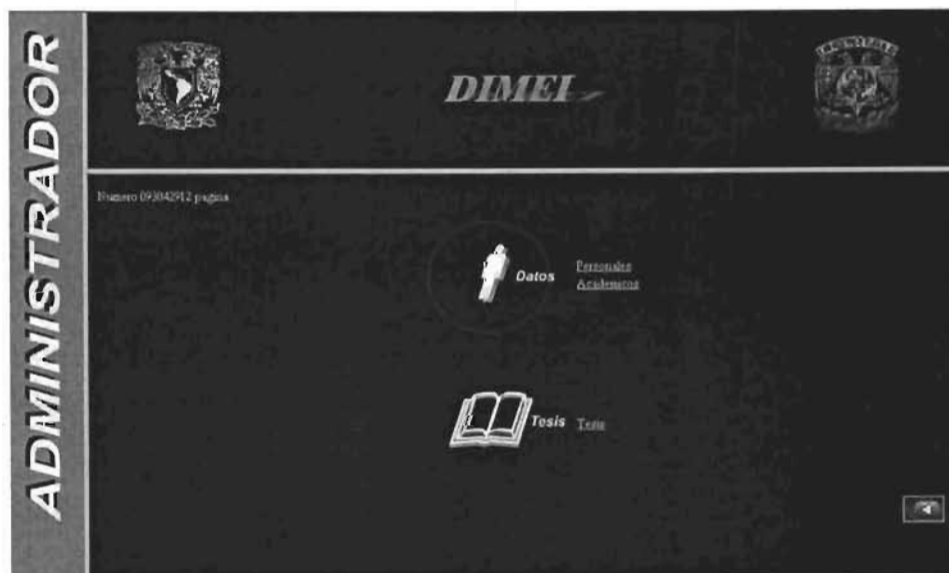 ADMINISTRADOR
DIMEI
Numero 093042912 pagina
Datos
Personales
Academicos
Tesis
Tesis